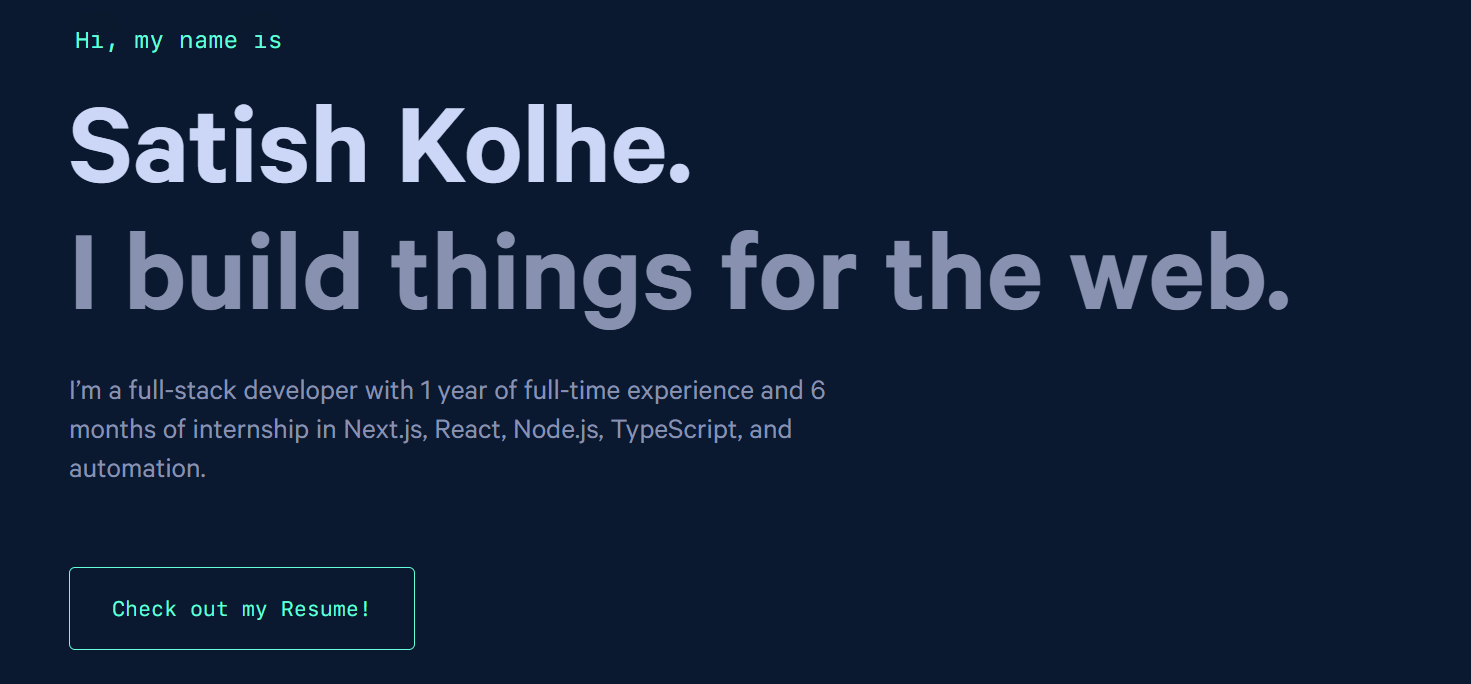 Hi, my name is
Satish Kolhe.
I build things for the web.
I’m a full-stack developer with 1 year of full-time experience and 6
months of internship in Next.js, React, Node.js, TypeScript, and
automation.
Check out my Resume!